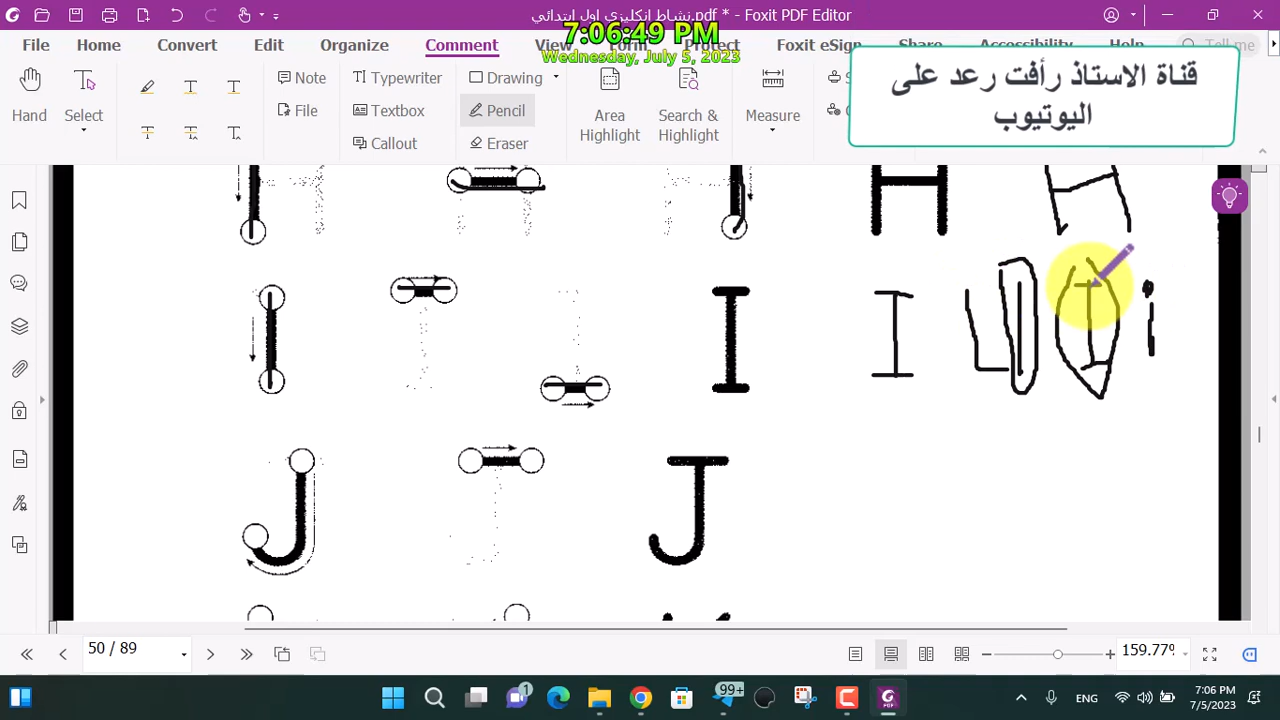 نشاط انكليزي اول ابتدائي.pdf * - Foxit PDF Editor
7:06:49 PM
Wednesday, July 5, 2023
File Home Convert Edit Organize Comment View Form Protect Foxit eSign Share Accessibility Help Tell me
قناة الاستاذ رأفت رعد على
اليوتيوب
Hand
Select
Note
File
Typewriter
Textbox
Callout
Drawing
Pencil
Eraser
Area
Highlight
Search &
Highlight
Measure
H H
I I I L I I i
J J
50 / 89
159.77%
99+
1
ENG
7:06 PM
7/5/2023